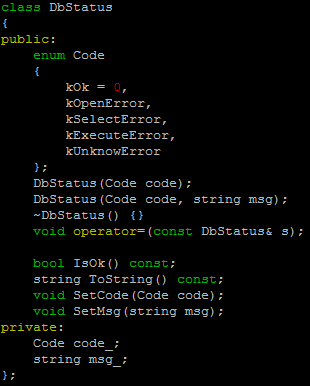 class DbStatus
{
public:
    enum Code
    {
        kOk = 0,
        kOpenError,
        kSelectError,
        kExecuteError,
        kUnknowError
    };
    DbStatus(Code code);
    DbStatus(Code code, string msg);
    ~DbStatus() {}
    void operator=(const DbStatus& s);

    bool IsOk() const;
    string ToString() const;
    void SetCode(Code code);
    void SetMsg(string msg);
private:
    Code code_;
    string msg_;
};